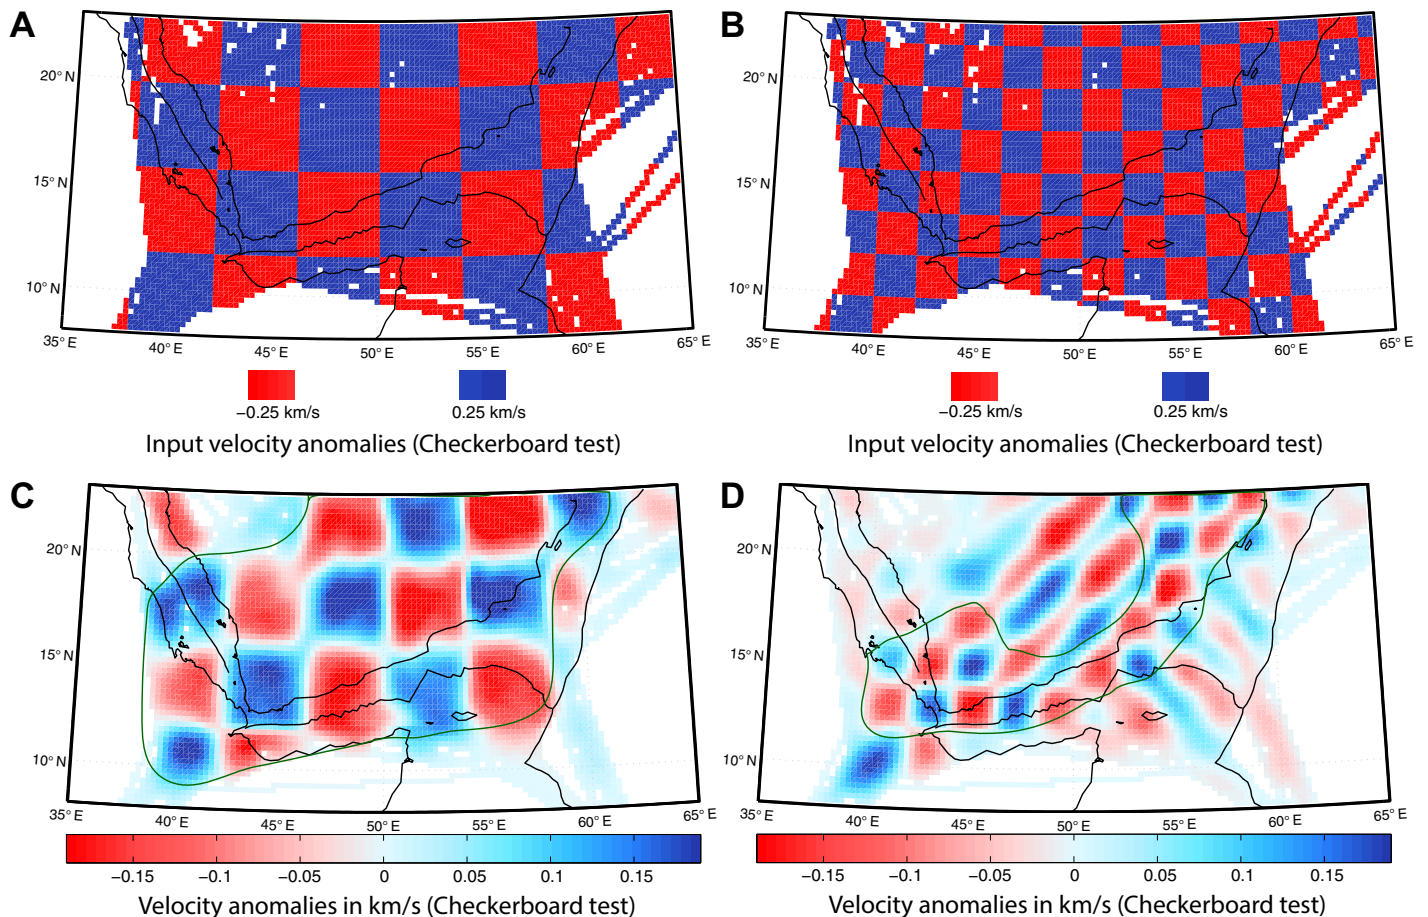 A
B
20° N
15° N
10° N
35° E
40° E
45° E
50° E
55° E
60° E
65° E
20° N
15° N
10° N
35° E
40° E
45° E
50° E
55° E
60° E
65° E
−0.25 km/s
0.25 km/s
−0.25 km/s
0.25 km/s
Input velocity anomalies (Checkerboard test)
Input velocity anomalies (Checkerboard test)
C
D
20° N
15° N
10° N
35° E
40° E
45° E
50° E
55° E
60° E
65° E
20° N
15° N
10° N
35° E
40° E
45° E
50° E
55° E
60° E
65° E
−0.15
−0.1
−0.05
0
0.05
0.1
0.15
−0.15
−0.1
−0.05
0
0.05
0.1
0.15
Velocity anomalies in km/s (Checkerboard test)
Velocity anomalies in km/s (Checkerboard test)